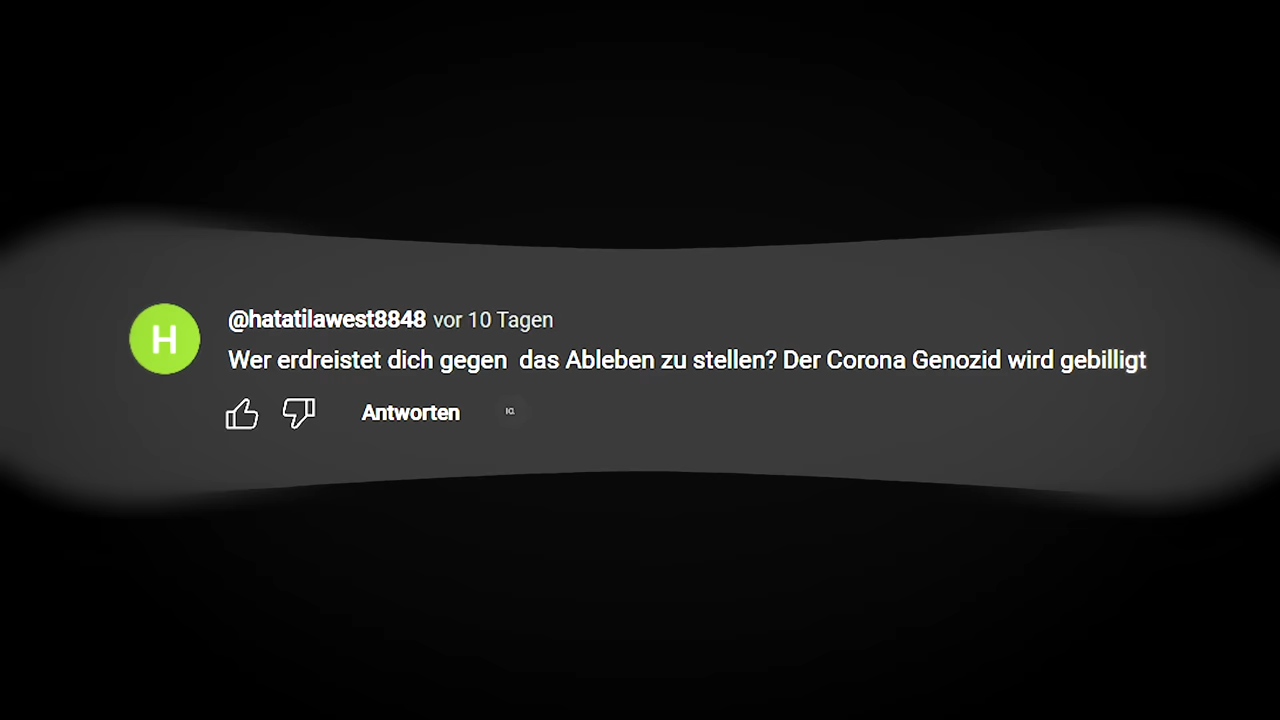 H
@hatatilawest8848 vor 10 Tagen
Wer erdreistet dich gegen  das Ableben zu stellen? Der Corona Genozid wird gebilligt
Antworten